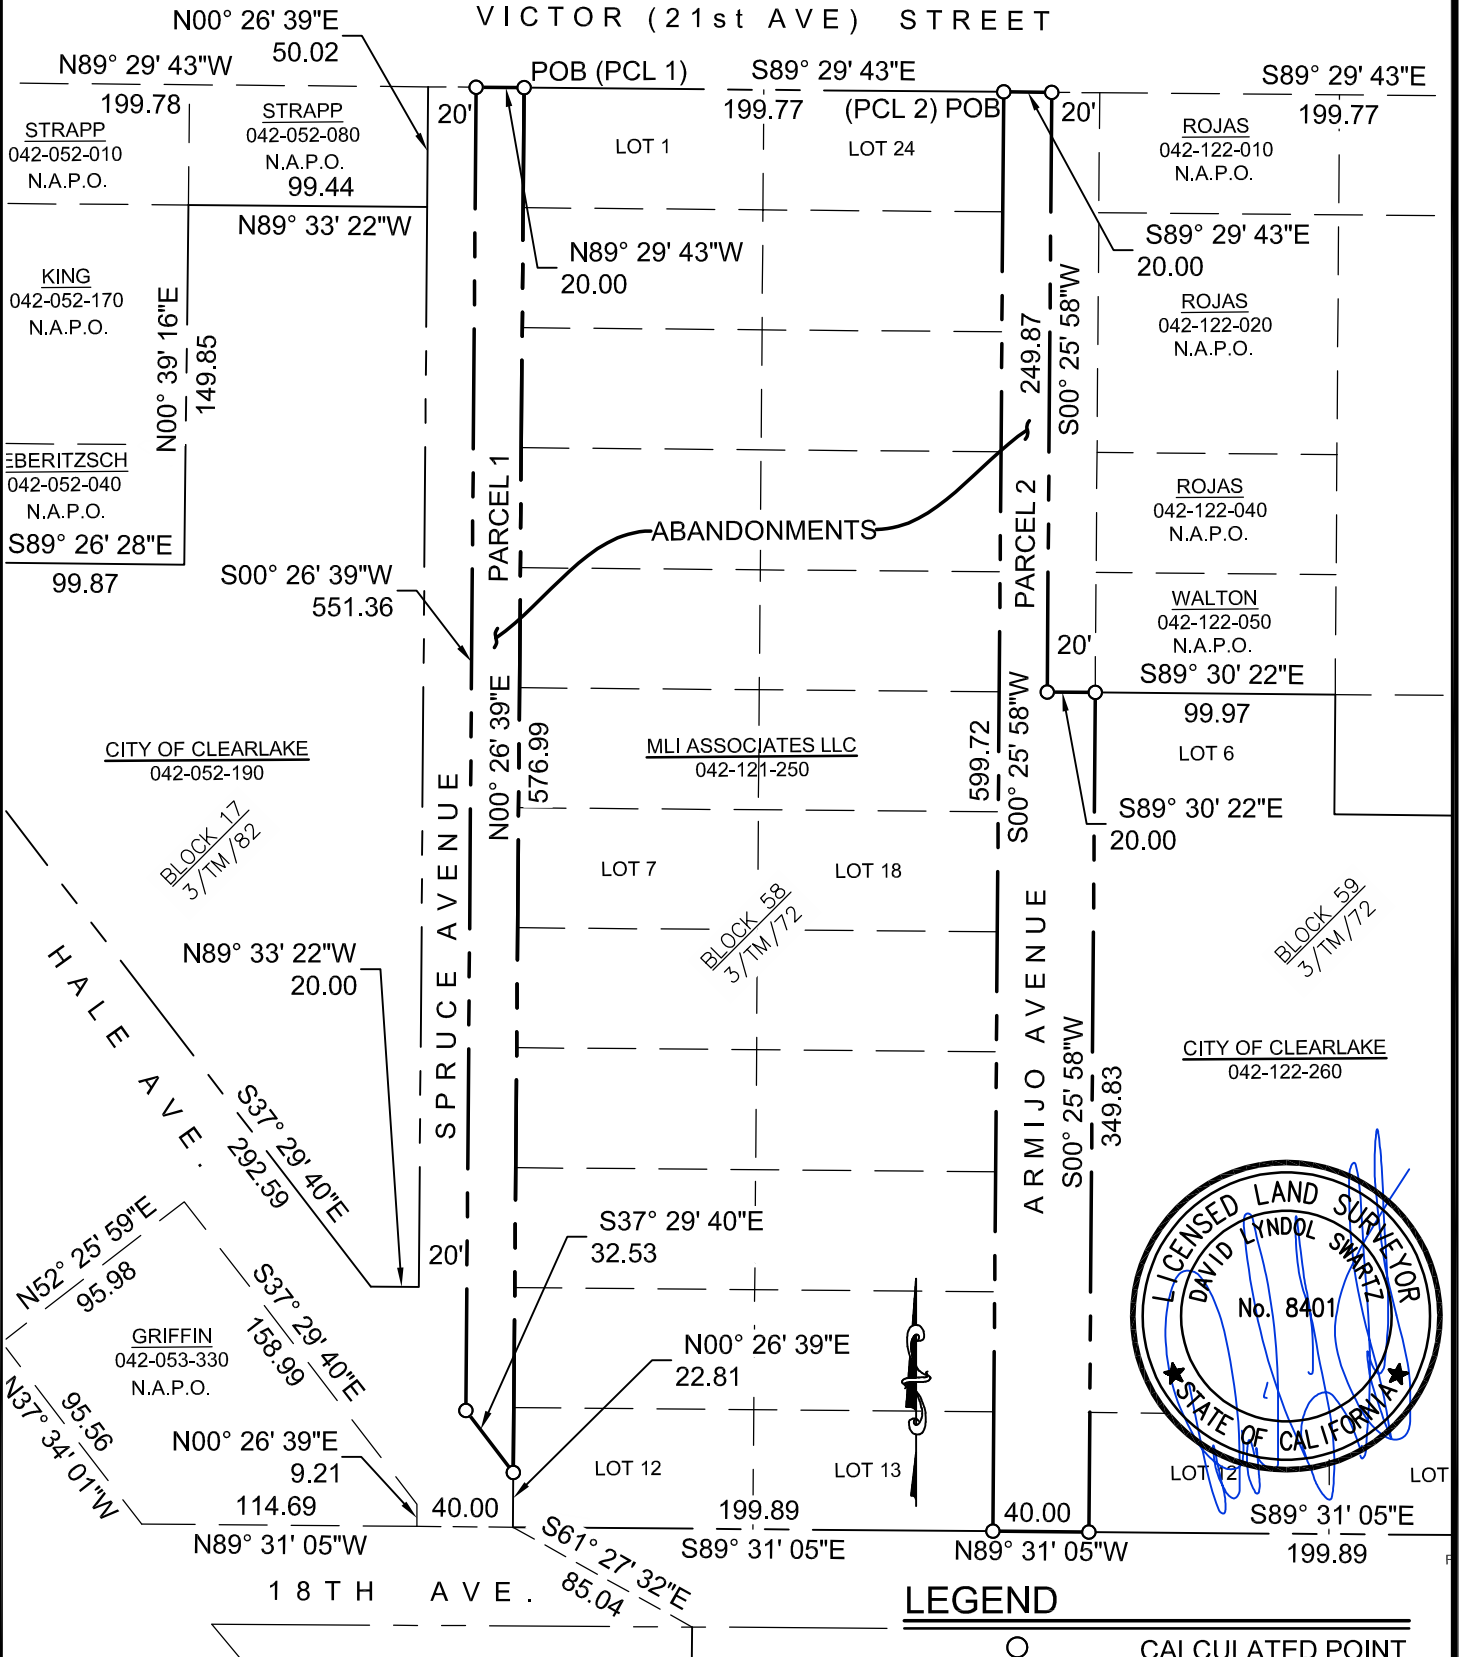 VICTOR (21st AVE) STREET
N00° 26' 39"E
50.02
N89° 29' 43"W
199.78
POB (PCL 1)
S89° 29' 43"E
199.77
(PCL 2) POB
S89° 29' 43"E
199.77
20'
20'
STRAPP
042-052-010
N.A.P.O.
STRAPP
042-052-080
N.A.P.O.
99.44
N89° 33' 22"W
LOT 1
LOT 24
ROJAS
042-122-010
N.A.P.O.
N89° 29' 43"W
20.00
S89° 29' 43"E
20.00
KING
042-052-170
N.A.P.O.
N00° 39' 16"E
149.85
249.87
S00° 25' 58"W
ROJAS
042-122-020
N.A.P.O.
EBERITZSCH
042-052-040
N.A.P.O.
S89° 26' 28"E
99.87
PARCEL 1
ABANDONMENTS
PARCEL 2
ROJAS
042-122-040
N.A.P.O.
S00° 26' 39"W
551.36
WALTON
042-122-050
N.A.P.O.
20'
S89° 30' 22"E
99.97
LOT 6
N00° 26' 39"E
576.99
599.72
S00° 25' 58"W
CITY OF CLEARLAKE
042-052-190
MLI ASSOCIATES LLC
042-121-250
S89° 30' 22"E
20.00
BLOCK 17
3/TM/82
LOT 7
LOT 18
BLOCK 58
3/TM/72
BLOCK 59
3/TM/72
SPRUCE AVENUE
ARMIJO AVENUE
HALE AVE.
N89° 33' 22"W
20.00
S00° 25' 58"W
349.83
CITY OF CLEARLAKE
042-122-260
S37° 29' 40"E
292.59
N52° 25' 59"E
95.98
20'
S37° 29' 40"E
32.53
S37° 29' 40"E
158.99
GRIFFIN
042-053-330
N.A.P.O.
N00° 26' 39"E
22.81
LICENSED LAND SURVEYOR
DAVID LYNDOL SWARTZ
No. 8401
STATE OF CALIFORNIA
95.56
N37° 34' 01"W
N00° 26' 39"E
9.21
LOT 12
LOT 13
LOT 12
LOT
114.69
40.00
199.89
40.00
S89° 31' 05"E
N89° 31' 05"W
S89° 31' 05"E
N89° 31' 05"W
199.89
S61° 27' 32"E
85.04
18TH AVE.
LEGEND
CALCULATED POINT